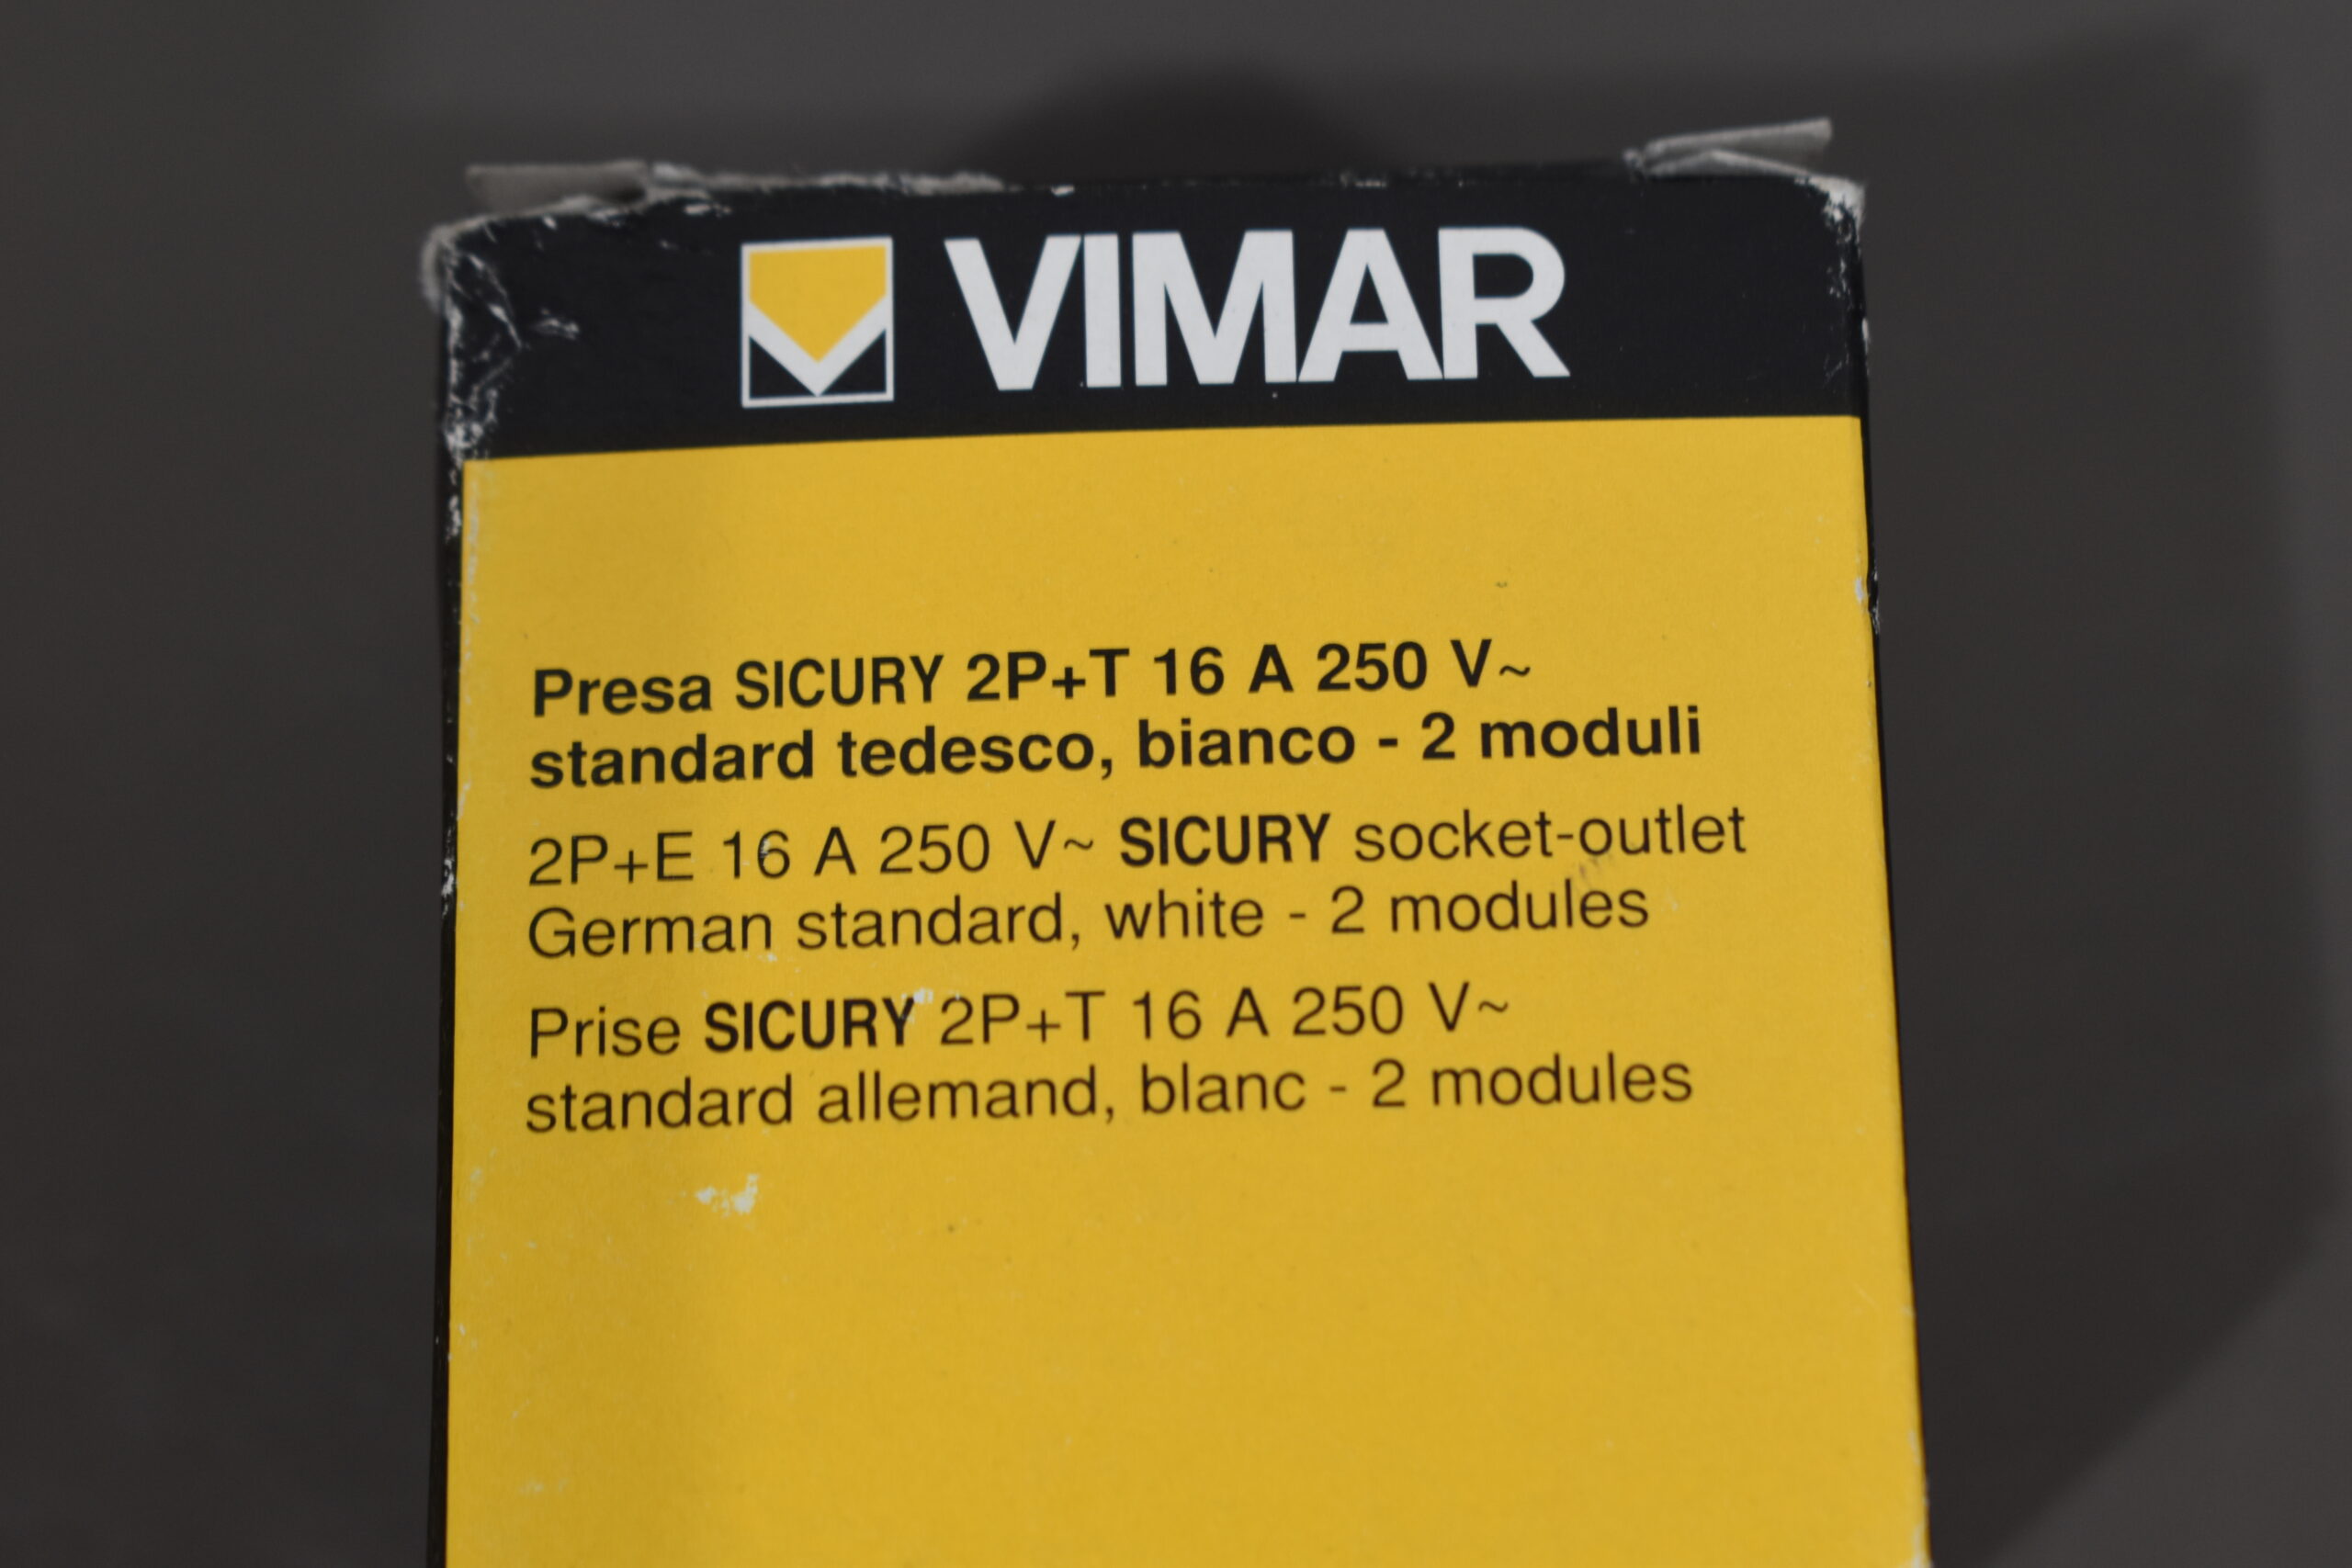 VIMAR
Presa SICURY 2P+T 16 A 250 V~
standard tedesco, bianco - 2 moduli
2P+E 16 A 250 V~ SICURY socket-outlet
German standard, white - 2 modules
Prise SICURY 2P+T 16 A 250 V~
standard allemand, blanc - 2 modules